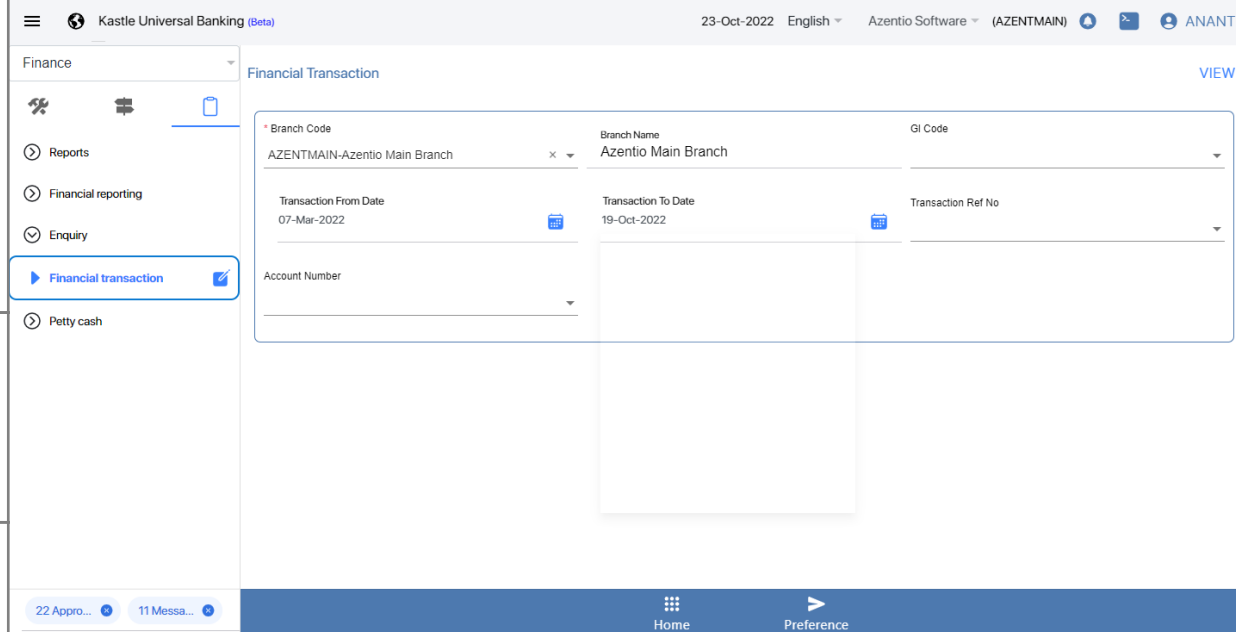 Kastle Universal Banking (Beta)
23-Oct-2022 English Azentio Software (AZENTMAIN) ANANT
Finance
Financial Transaction
VIEW
Reports
Financial reporting
Enquiry
Financial transaction
Petty cash
* Branch Code
AZENTMAIN-Azentio Main Branch
Branch Name
Azentio Main Branch
GI Code
Transaction From Date
07-Mar-2022
Transaction To Date
19-Oct-2022
Transaction Ref No
Account Number
22 Appro...
11 Messa...
Home
Preference